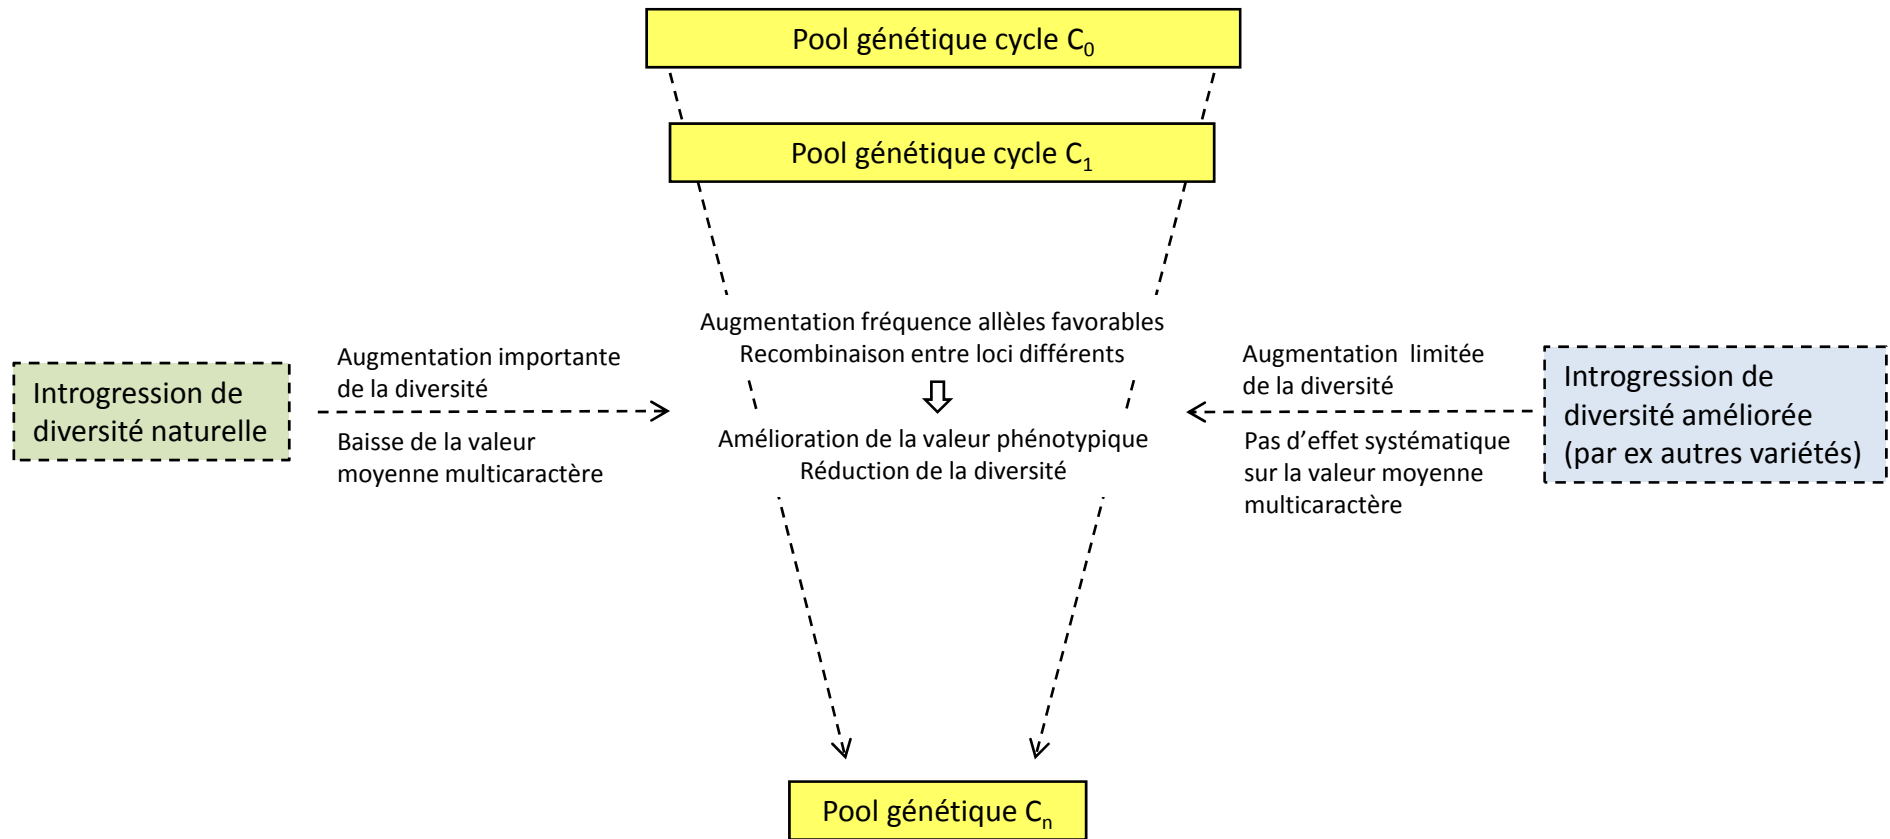 Pool génétique cycle C₀
Pool génétique cycle C₁
Augmentation fréquence allèles favorables
Recombinaison entre loci différents
Amélioration de la valeur phénotypique
Réduction de la diversité
Introgression de
diversité naturelle
Augmentation importante
de la diversité
Baisse de la valeur
moyenne multicaractère
Augmentation limitée
de la diversité
Pas d’effet systématique
sur la valeur moyenne
multicaractère
Introgression de
diversité améliorée
(par ex autres variétés)
Pool génétique Cₙ